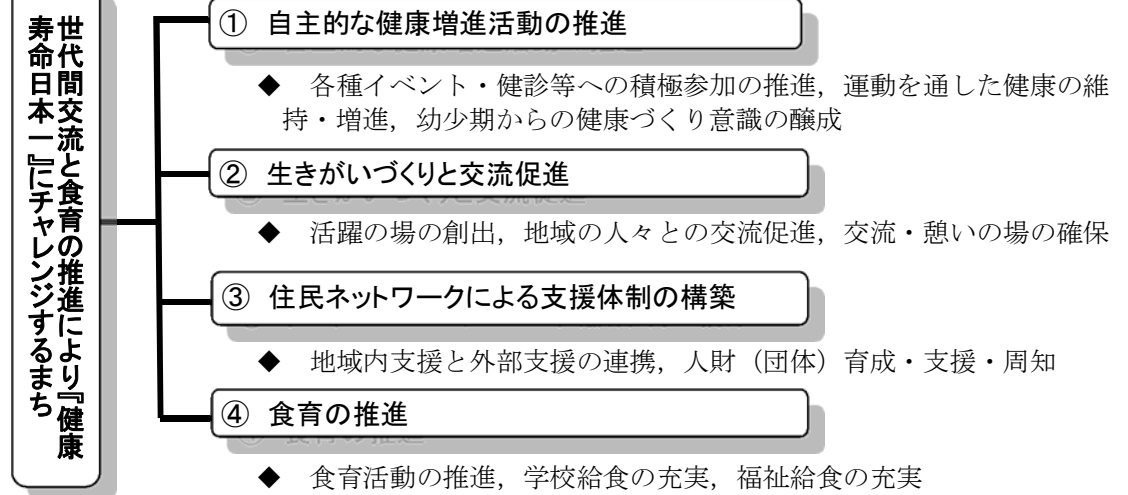 世代間交流と食育の推進により『健康
寿命日本一』にチャレンジするまち
① 自主的な健康増進活動の推進
◆ 各種イベント・健診等への積極参加の推進，運動を通した健康の維
持・増進，幼少期からの健康づくり意識の醸成
② 生きがいづくりと交流促進
◆ 活躍の場の創出，地域の人々との交流促進，交流・憩いの場の確保
③ 住民ネットワークによる支援体制の構築
◆ 地域内支援と外部支援の連携，人財（団体）育成・支援・周知
④ 食育の推進
◆ 食育活動の推進，学校給食の充実，福祉給食の充実